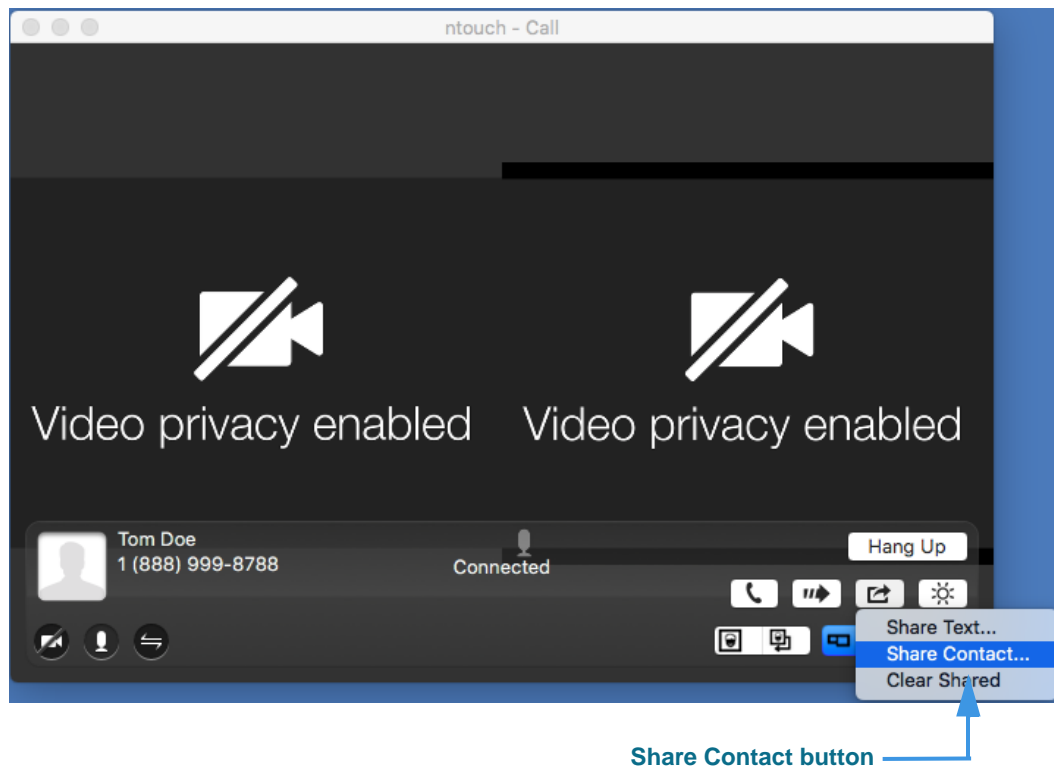 ntouch - Call
Video privacy enabled
Video privacy enabled
Tom Doe
1 (888) 999-8788
Connected
Hang Up
Share Text...
Share Contact...
Clear Shared
Share Contact button